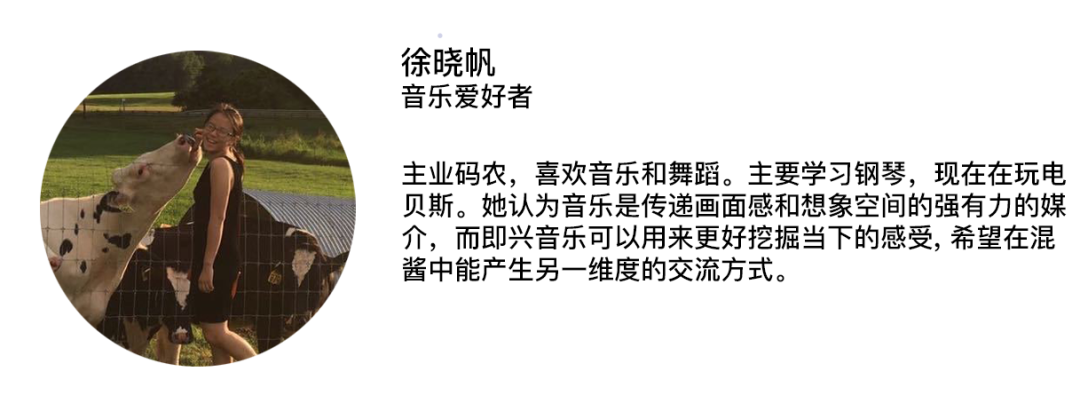 徐晓帆
音乐爱好者
主业码农，喜欢音乐和舞蹈。主要学习钢琴，现在在玩电
贝斯。她认为音乐是传递画面感和想象空间的强有力的媒
介，而即兴音乐可以用来更好挖掘当下的感受, 希望在混
酱中能产生另一维度的交流方式。